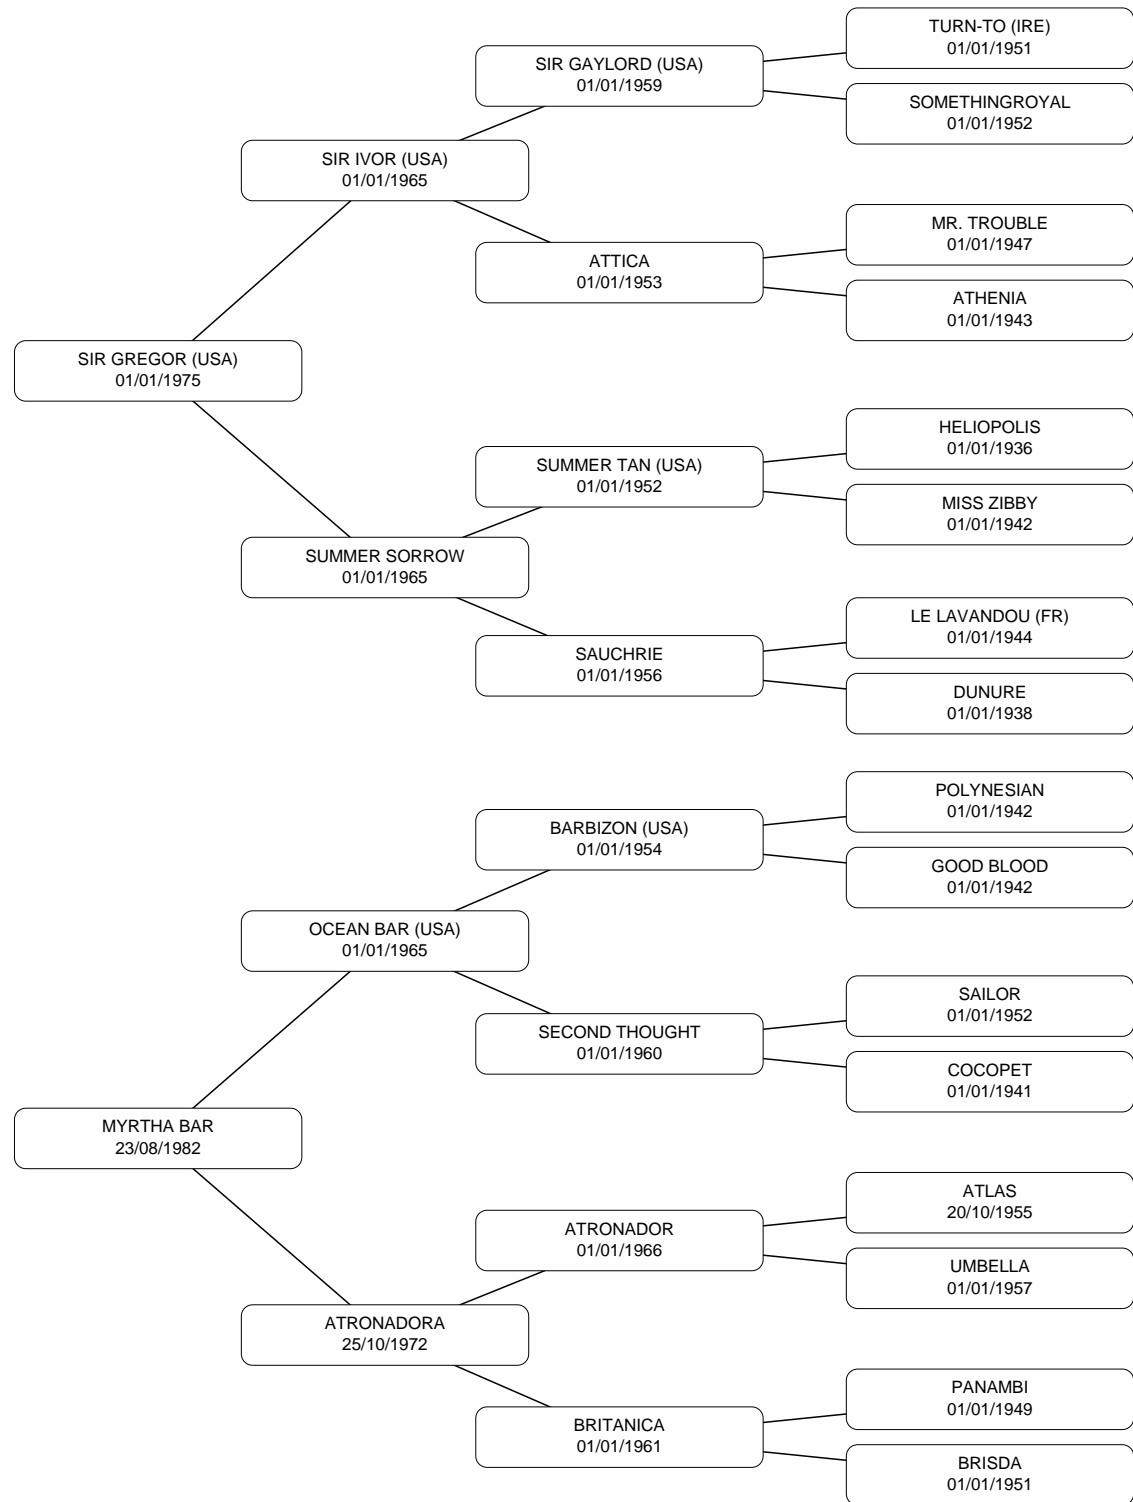 TURN-TO (IRE)
01/01/1951
SIR GAYLORD (USA)
01/01/1959
SOMETHINGROYAL
01/01/1952
SIR IVOR (USA)
01/01/1965
MR. TROUBLE
01/01/1947
ATTICA
01/01/1953
ATHENIA
01/01/1943
SIR GREGOR (USA)
01/01/1975
HELIOPOLIS
01/01/1936
SUMMER TAN (USA)
01/01/1952
MISS ZIBBY
01/01/1942
SUMMER SORROW
01/01/1965
LE LAVANDOU (FR)
01/01/1944
SAUCHRIE
01/01/1956
DUNURE
01/01/1938
POLYNESIAN
01/01/1942
BARBIZON (USA)
01/01/1954
GOOD BLOOD
01/01/1942
OCEAN BAR (USA)
01/01/1965
SAILOR
01/01/1952
SECOND THOUGHT
01/01/1960
COCOPET
01/01/1941
MYRTHA BAR
23/08/1982
ATLAS
20/10/1955
ATRONADOR
01/01/1966
UMBELLA
01/01/1957
ATRONADORA
25/10/1972
PANAMBI
01/01/1949
BRITANICA
01/01/1961
BRISDA
01/01/1951